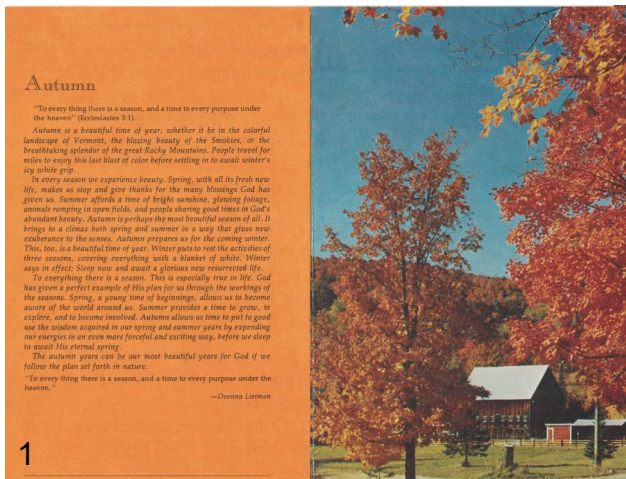 Autumn
"To every thing there is a season, and a time to every purpose under
the heaven" (Ecclesiastes 3:1).
Autumn is a beautiful time of year, whether it be in the colorful
landscape of Vermont, the blazing beauty of the Smokies, or the
breathtaking splendor of the great Rocky Mountains. People travel for
miles to enjoy this last blast of color before settling in to await winter's
icy white grip.
In every season we experience beauty. Spring, with all its fresh new
life, makes us stop and give thanks for the many blessings God has
given us. Summer affords a time of bright sunshine, glowing foliage,
animals romping in open fields, and people sharing good times in God's
abundant beauty. Autumn is perhaps the most beautiful season of all. It
brings to a climax both spring and summer in a way that gives new
exuberance to the senses. Autumn prepares us for the coming winter.
This, too, is a beautiful time of year. Winter puts to rest the activities of
three seasons, covering everything with a blanket of white. Winter
says in effect: Sleep now and await a glorious new resurrected life.
To everything there is a season. This is especially true in life. God
has given a perfect example of His plan for us through the workings of
the seasons. Spring, a young time of beginnings, allows us to become
aware of the world around us. Summer provides a time to grow, to
explore, and to become involved. Autumn allows us time to put to good
use the wisdom acquired in our spring and summer years by expending
our energies in an even more forceful and exciting way, before we sleep
to await His eternal spring.
The autumn years can be our most beautiful years for God if we
follow the plan set forth in nature.
"To every thing there is a season, and a time to every purpose under the
heaven."
—Deanna Lierman
1